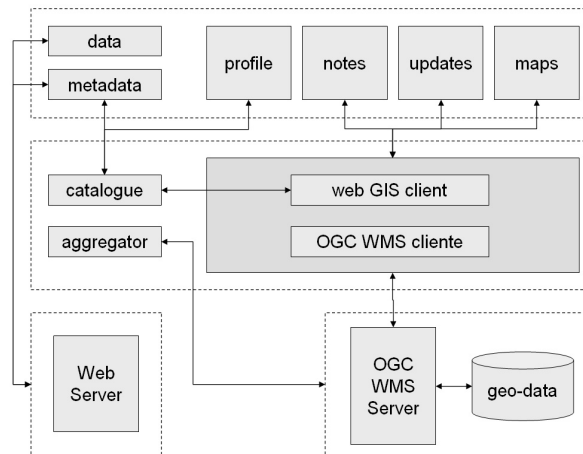 data
metadata
profile
notes
updates
maps
catalogue
web GIS client
aggregator
OGC WMS cliente
Web
Server
OGC
WMS
Server
geo-data